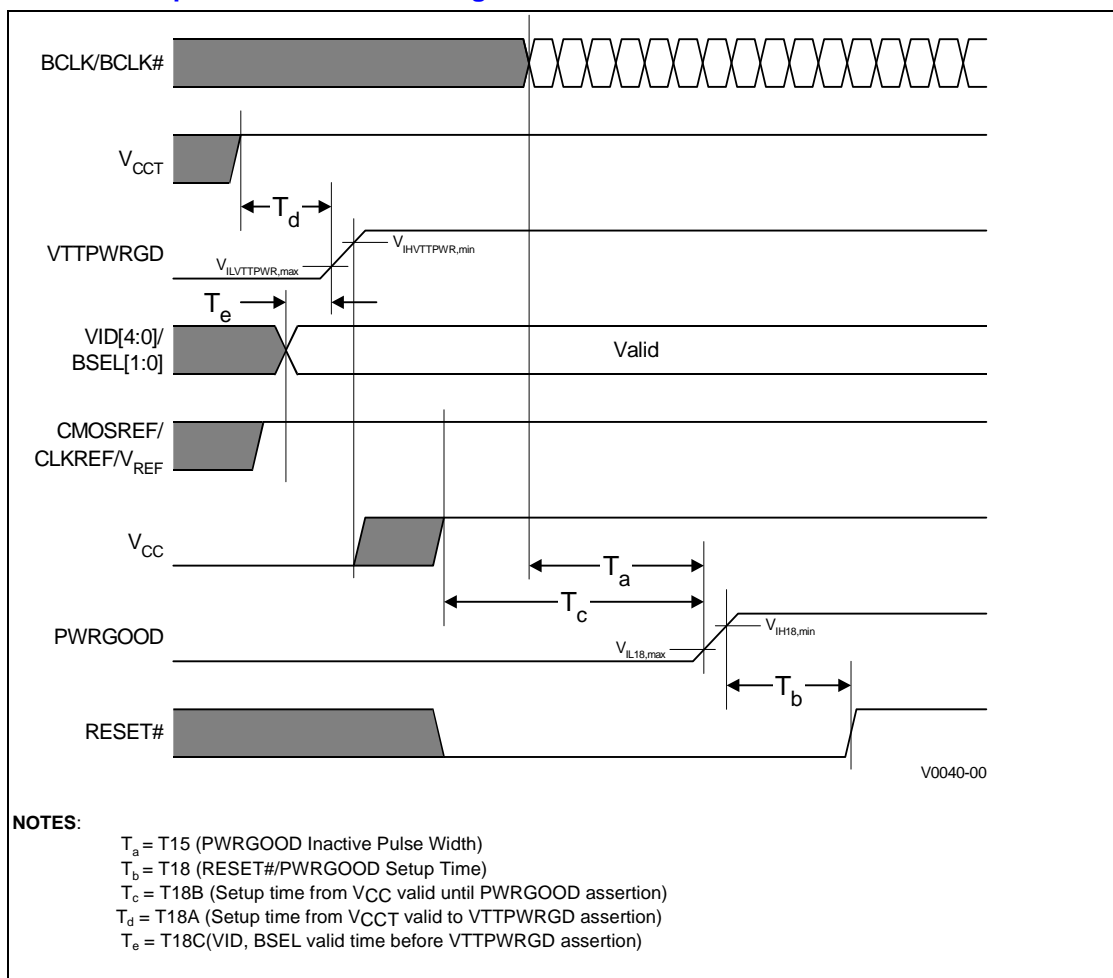 BCLK/BCLK#
VCCT
Td
VTTPWRGD
VIHVTTPWR,min
VILVTTPWR,max
Te
VID[4:0]/
BSEL[1:0]
Valid
CMOSREF/
CLKREF/VREF
VCC
Ta
Tc
PWRGOOD
VIH18,min
VIL18,max
Tb
RESET#
V0040-00
NOTES:
Ta = T15 (PWRGOOD Inactive Pulse Width)
Tb = T18 (RESET#/PWRGOOD Setup Time)
Tc = T18B (Setup time from VCC valid until PWRGOOD assertion)
Td = T18A (Setup time from VCCT valid to VTTPWRGD assertion)
Te = T18C(VID, BSEL valid time before VTTPWRGD assertion)